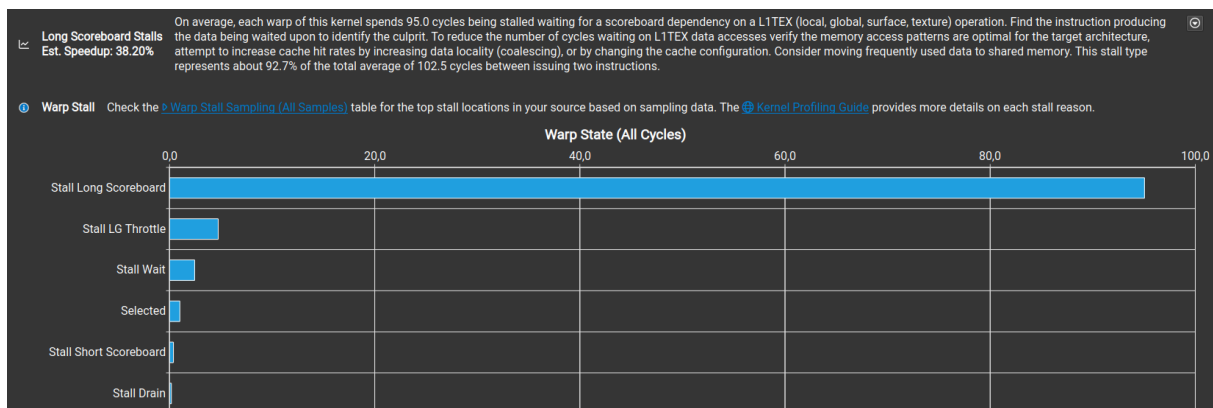 On average, each warp of this kernel spends 95.0 cycles being stalled waiting for a scoreboard dependency on a L1TEX (local, global, surface, texture) operation. Find the instruction producing
Long Scoreboard Stalls the data being waited upon to identify the culprit. To reduce the number of cycles waiting on L1TEX data accesses verify the memory access patterns are optimal for the target architecture,
Est. Speedup: 38.20% attempt to increase cache hit rates by increasing data locality (coalescing), or by changing the cache configuration. Consider moving frequently used data to shared memory. This stall type
represents about 92.7% of the total average of 102.5 cycles between issuing two instructions.
Warp Stall Check the Warp Stall Sampling (All Samples) table for the top stall locations in your source based on sampling data. The Kernel Profiling Guide provides more details on each stall reason.
Warp State (All Cycles)
0,0 20,0 40,0 60,0 80,0 100,0
Stall Long Scoreboard
Stall LG Throttle
Stall Wait
Selected
Stall Short Scoreboard
Stall Drain